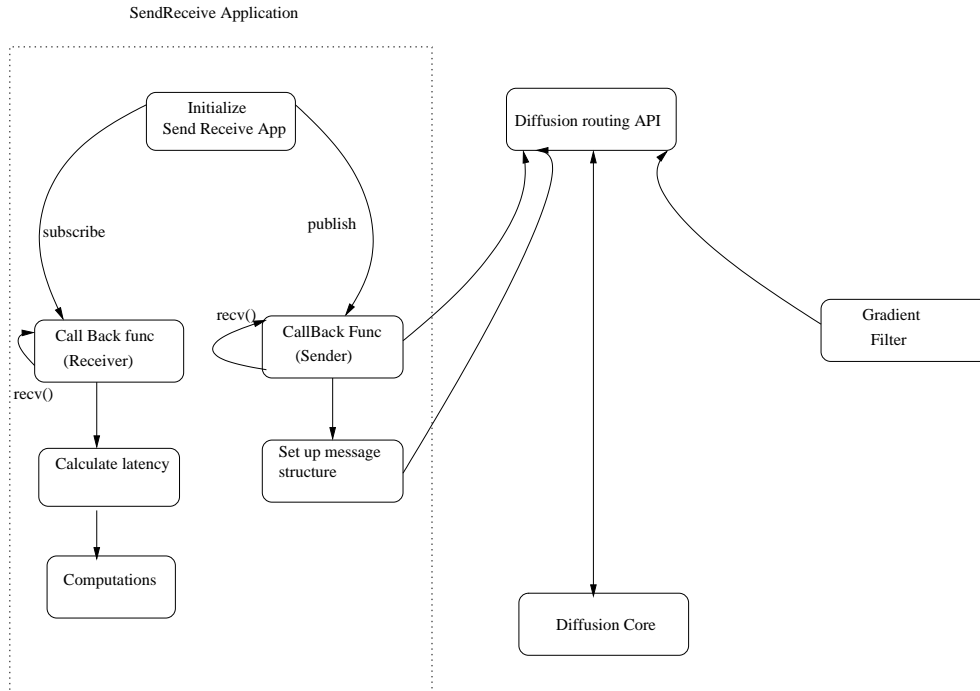 SendReceive Application
Initialize
Send Receive App
Diffusion routing API
subscribe
publish
recv()
Call Back func
(Receiver)
CallBack Func
(Sender)
Gradient
Filter
recv()
Calculate latency
Set up message
structure
Computations
Diffusion Core